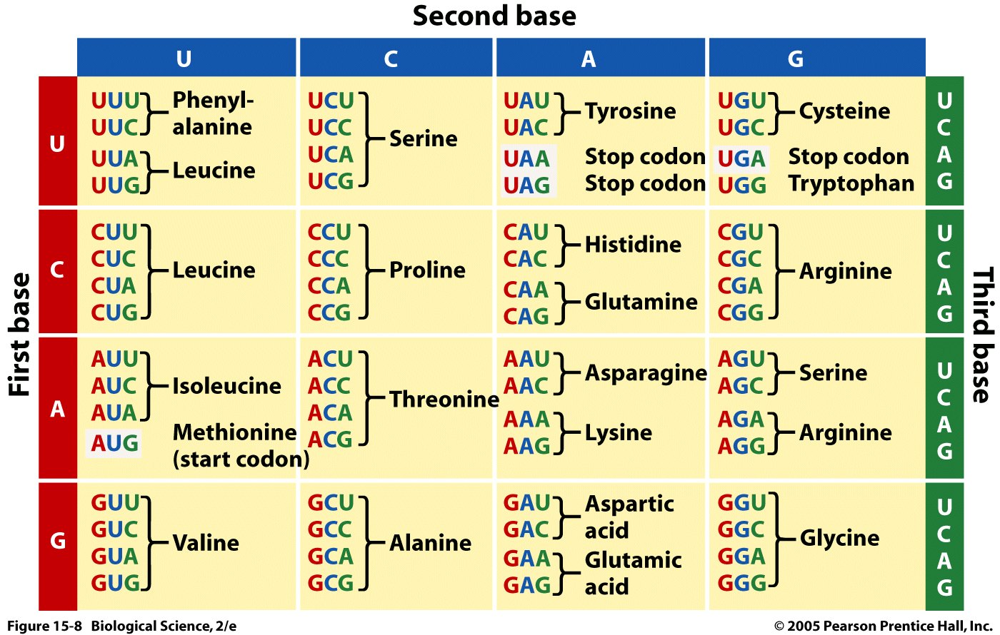 Second base
U C A G
First base
Third base
U
UUU
UUC
Phenyl-
alanine
UUA
UUG
Leucine
UCU
UCC
UCA
UCG
Serine
UAU
UAC
Tyrosine
UAA Stop codon
UAG Stop codon
UGU
UGC
Cysteine
UGA Stop codon
UGG Tryptophan
U
C
A
G
C
CUU
CUC
CUA
CUG
Leucine
CCU
CCC
CCA
CCG
Proline
CAU
CAC
Histidine
CAA
CAG
Glutamine
CGU
CGC
CGA
CGG
Arginine
U
C
A
G
A
AUU
AUC
AUA
Isoleucine
AUG
Methionine
(start codon)
ACU
ACC
ACA
ACG
Threonine
AAU
AAC
Asparagine
AAA
AAG
Lysine
AGU
AGC
Serine
AGA
AGG
Arginine
U
C
A
G
G
GUU
GUC
GUA
GUG
Valine
GCU
GCC
GCA
GCG
Alanine
GAU
GAC
Aspartic
acid
GAA
GAG
Glutamic
acid
GGU
GGC
GGA
GGG
Glycine
U
C
A
G
Figure 15-8 Biological Science, 2/e
© 2005 Pearson Prentice Hall, Inc.